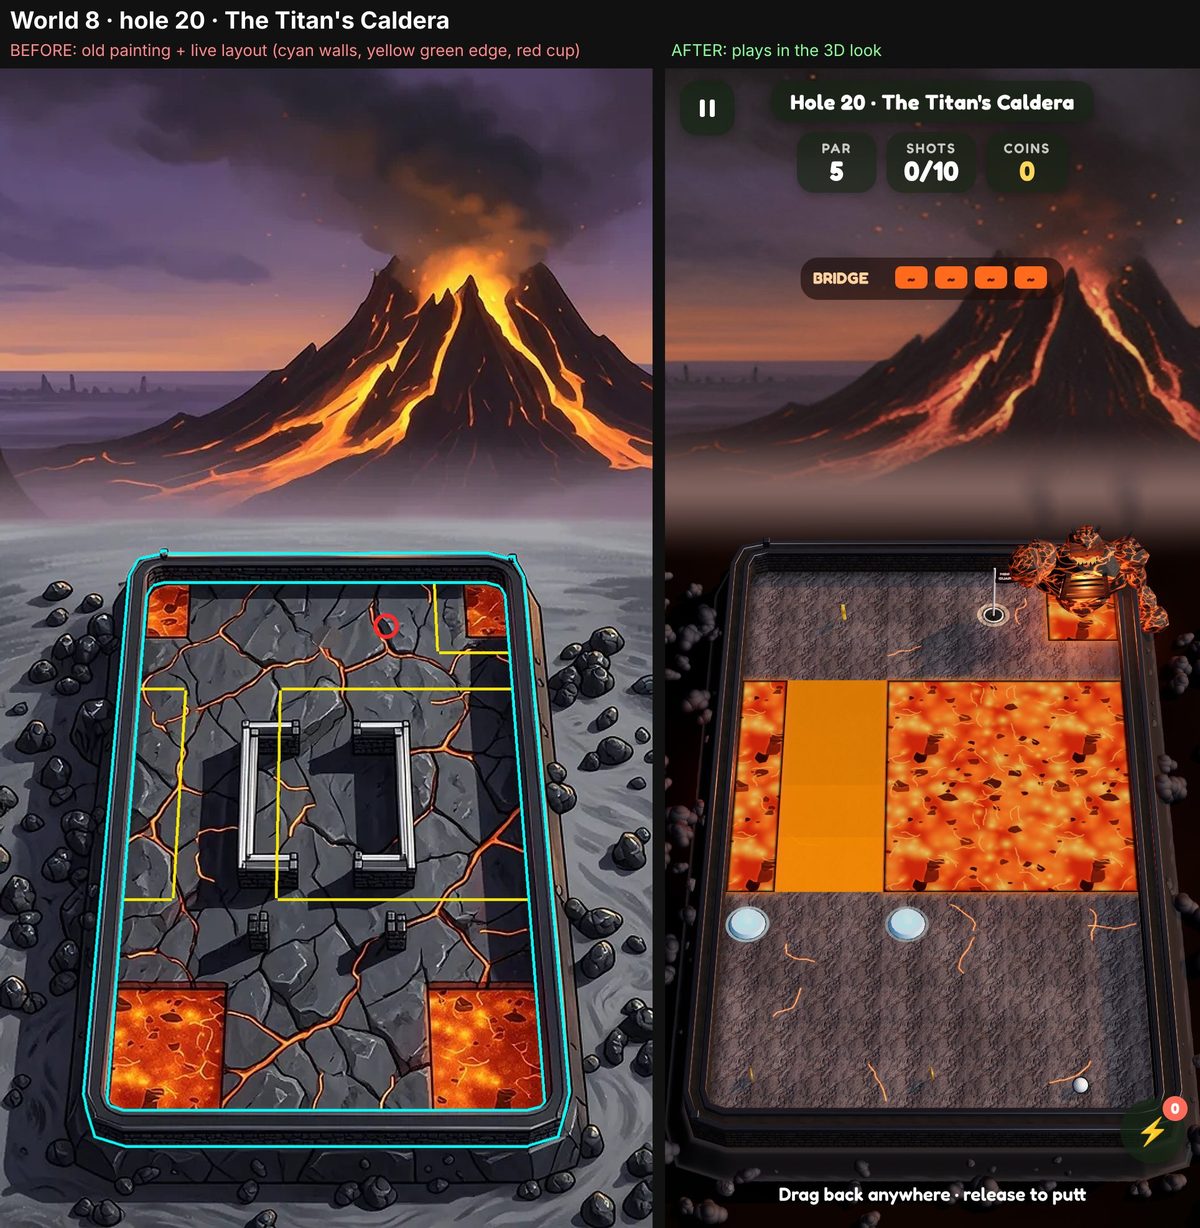 World 8 · hole 20 · The Titan's Caldera
BEFORE: old painting + live layout (cyan walls, yellow green edge, red cup)
AFTER: plays in the 3D look
Hole 20 · The Titan's Caldera
PAR
5
SHOTS
0/10
COINS
0
BRIDGE
~ ~ ~ ~
0
Drag back anywhere · release to putt